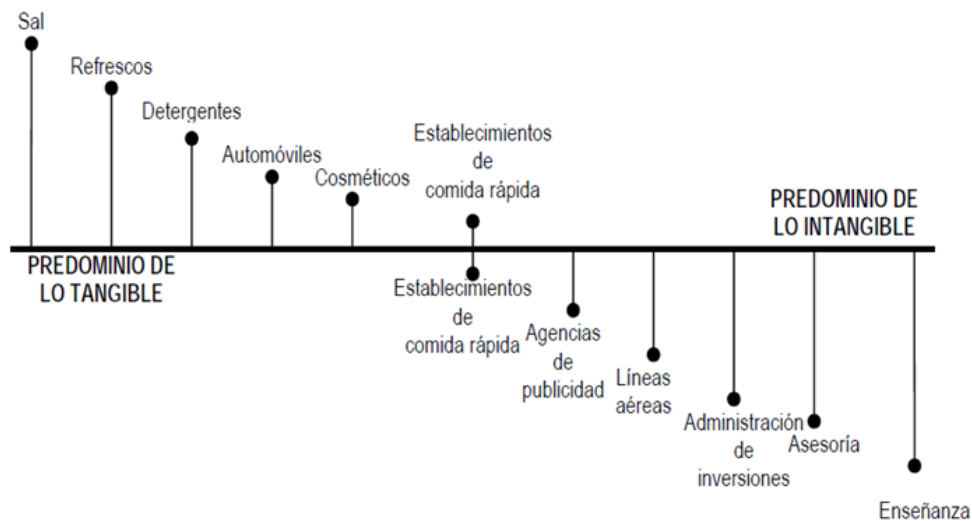 Sal
Refrescos
Detergentes
Automóviles
Cosméticos
Establecimientos
de
comida rápida
PREDOMINIO DE
LO INTANGIBLE
PREDOMINIO DE
LO TANGIBLE
Establecimientos
de
comida rápida
Agencias
de
publicidad
Líneas
aéreas
Administración
de
inversiones
Asesoría
Enseñanza